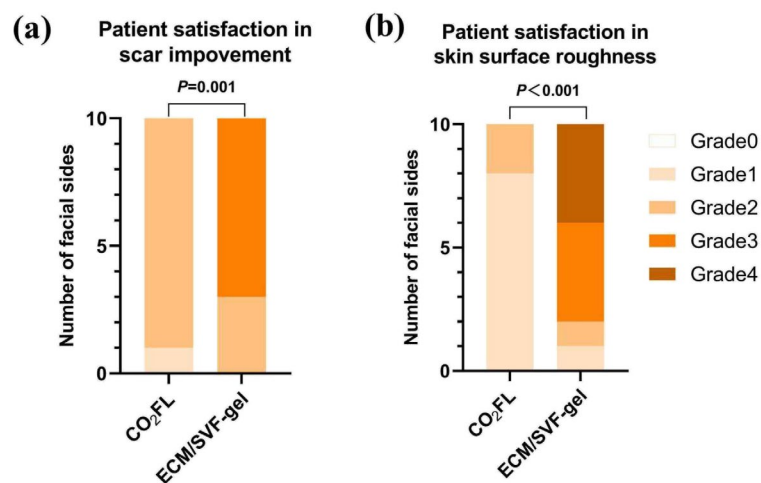 (a)
Patient satisfaction in
scar impovement
P=0.001
10
5
0
Number of facial sides
CO₂FL
ECM/SVF-gel
(b)
Patient satisfaction in
skin surface roughness
P<0.001
10
5
0
Number of facial sides
CO₂FL
ECM/SVF-gel
Grade0
Grade1
Grade2
Grade3
Grade4